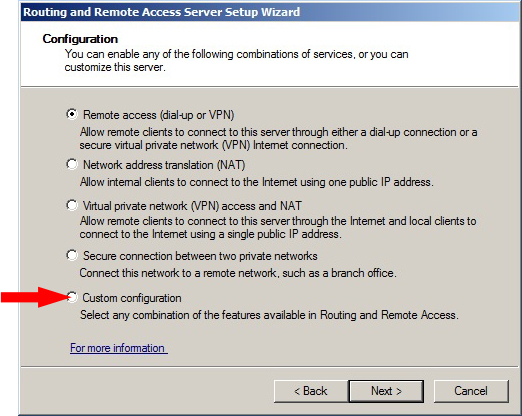 Routing and Remote Access Server Setup Wizard
Configuration
You can enable any of the following combinations of services, or you can
customize this server.
Remote access (dial-up or VPN)
Allow remote clients to connect to this server through either a dial-up connection or a
secure virtual private network (VPN) Internet connection.
Network address translation (NAT)
Allow internal clients to connect to the Internet using one public IP address.
Virtual private network (VPN) access and NAT
Allow remote clients to connect to this server through the Internet and local clients to
connect to the Internet using a single public IP address.
Secure connection between two private networks
Connect this network to a remote network, such as a branch office.
Custom configuration
Select any combination of the features available in Routing and Remote Access.
For more information
< Back Next > Cancel